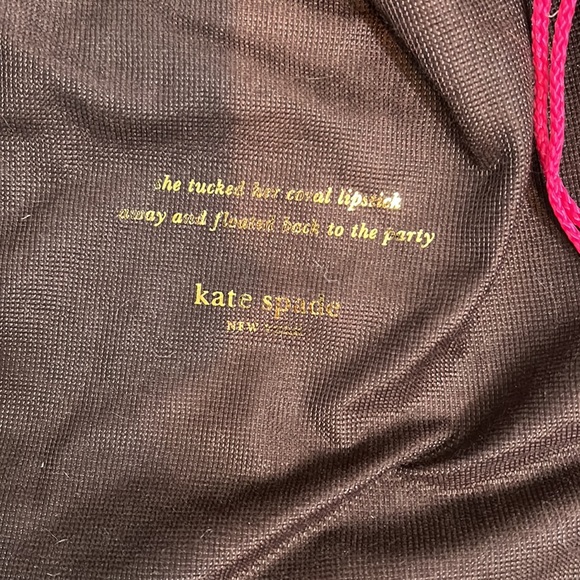 she tucked her coral lipstick
away and floated back to the party
kate spade
NEW